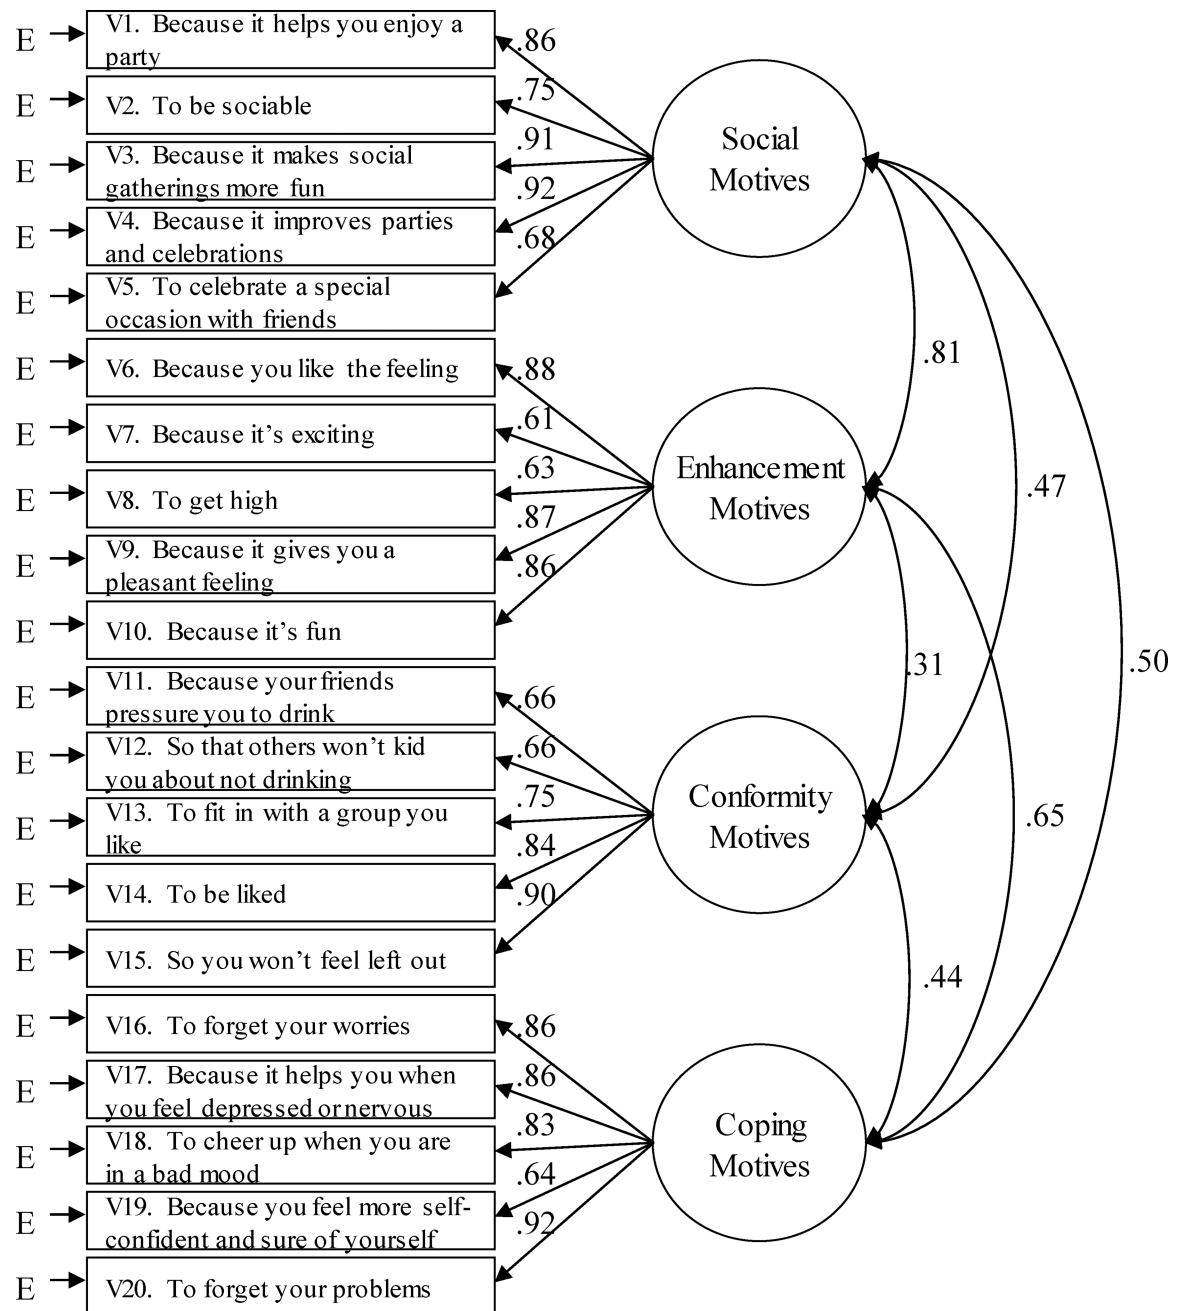 E
V1. Because it helps you enjoy a
party
.86
E
V2. To be sociable
.75
E
V3. Because it makes social
gatherings more fun
.91
E
V4. Because it improves parties
and celebrations
.92
E
V5. To celebrate a special
occasion with friends
.68
Social
Motives
E
V6. Because you like the feeling
.88
E
V7. Because it’s exciting
.61
E
V8. To get high
.63
E
V9. Because it gives you a
pleasant feeling
.87
E
V10. Because it’s fun
.86
Enhancement
Motives
E
V11. Because your friends
pressure you to drink
.66
E
V12. So that others won’t kid
you about not drinking
.66
E
V13. To fit in with a group you
like
.75
E
V14. To be liked
.84
E
V15. So you won’t feel left out
.90
Conformity
Motives
E
V16. To forget your worries
.86
E
V17. Because it helps you when
you feel depressed or nervous
.86
E
V18. To cheer up when you are
in a bad mood
.83
E
V19. Because you feel more self-
confident and sure of yourself
.64
E
V20. To forget your problems
.92
Coping
Motives
.81
.47
.31
.50
.65
.44